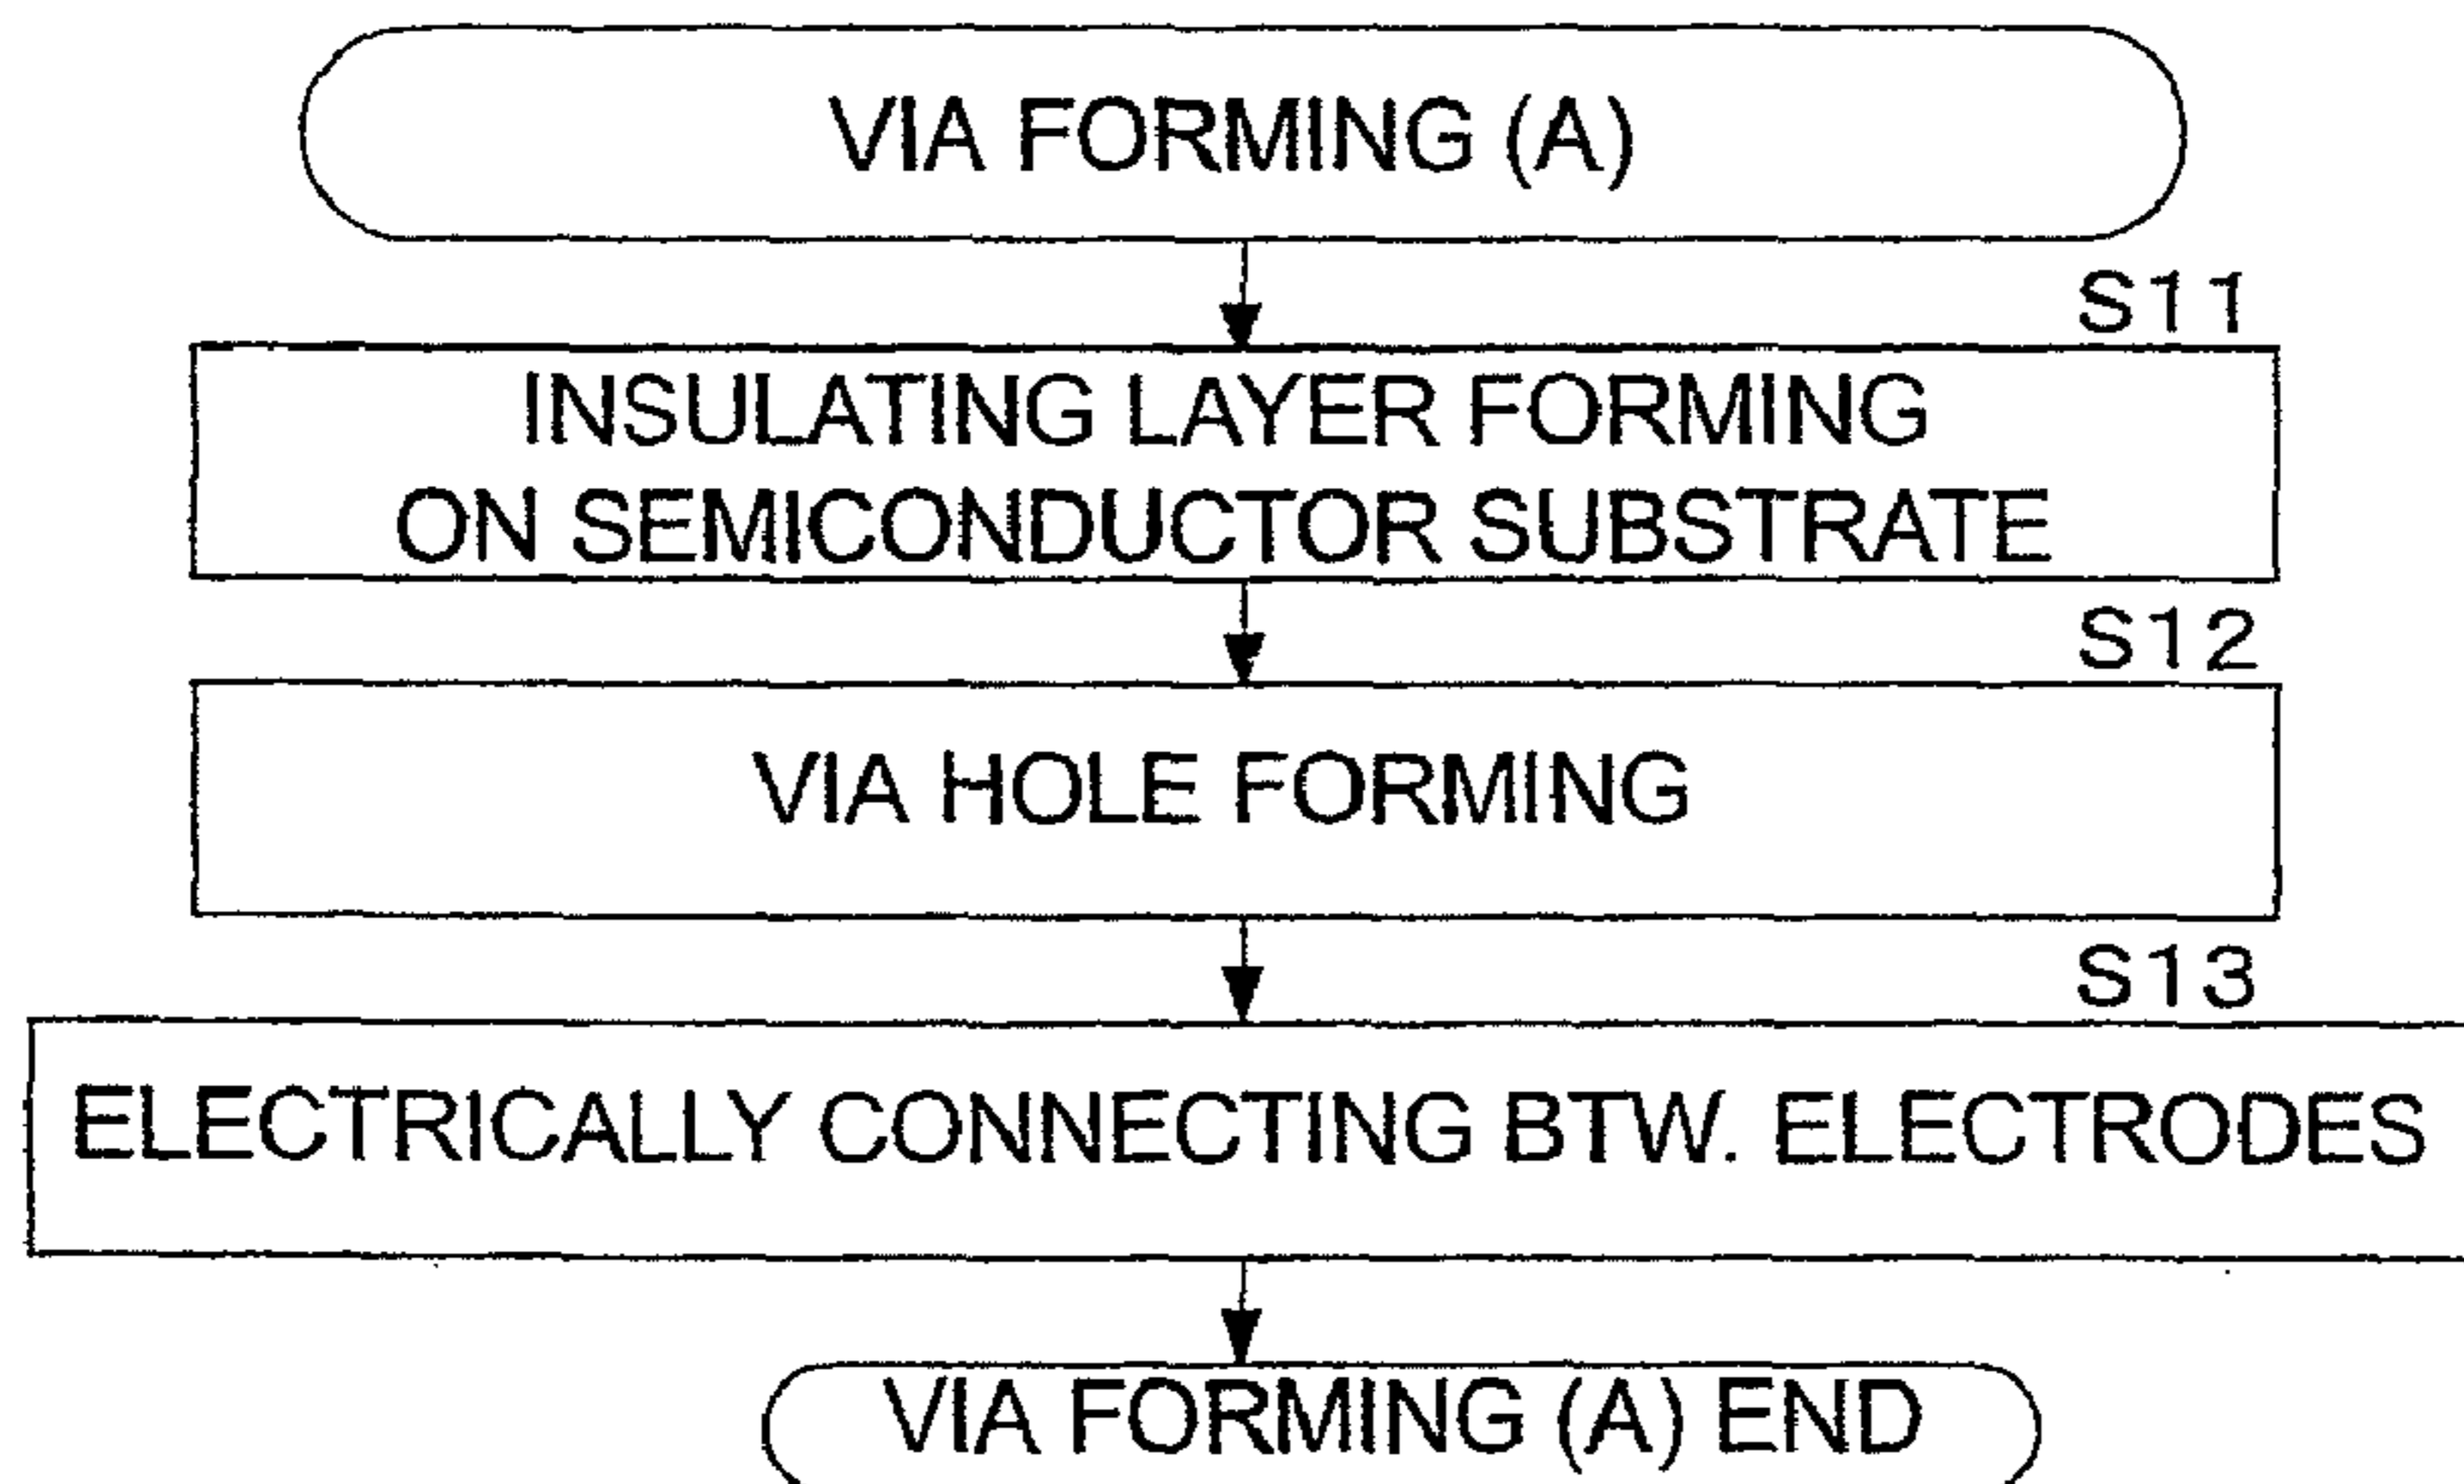 VIA FORMING (A)
S11
INSULATING LAYER FORMING
ON SEMICONDUCTOR SUBSTRATE
S12
VIA HOLE FORMING
S13
ELECTRICALLY CONNECTING BTW. ELECTRODES
VIA FORMING (A) END